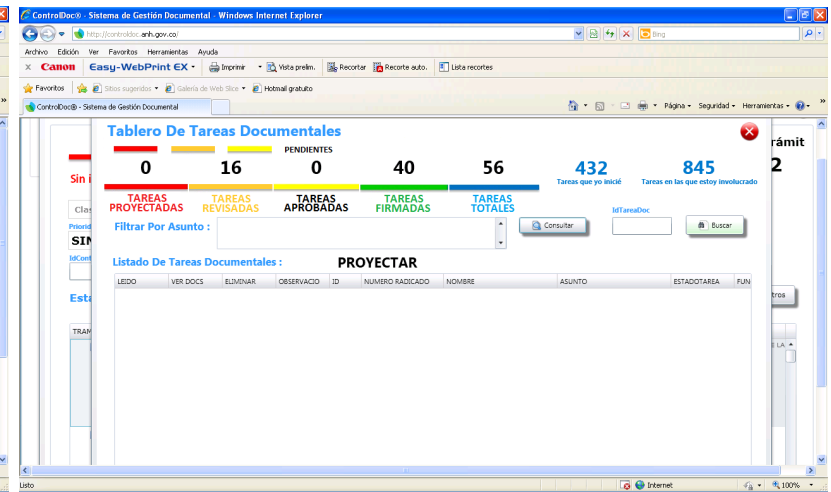 ControlDoc® - Sistema de Gestión Documental - Windows Internet Explorer
http://controldoc.anh.gov.co/
Bing
Archivo Edición Ver Favoritos Herramientas Ayuda
x Canon Easy-WebPrint EX Imprimir Vista prelim. Recortar Recorte auto. Lista recortes
Favoritos Sitios sugeridos Galería de Web Slice Hotmail gratuito
ControlDoc® - Sistema de Gestión Documental
Página Seguridad Herramientas
Tablero De Tareas Documentales
PENDIENTES
0 16 0 40 56 432 845
Tareas que yo inicié Tareas en las que estoy involucrado
TAREAS PROYECTADAS
TAREAS REVISADAS
TAREAS APROBADAS
TAREAS FIRMADAS
TAREAS TOTALES
Filtrar Por Asunto :
Consultar
IdTareaDoc
Buscar
Listado De Tareas Documentales :
PROYECTAR
LEIDO VER DOCS ELIMINAR OBSERVACIO ID NUMERO RADICADO NOMBRE ASUNTO ESTADOTAREA FUN
Sin i
Clas
Priorid
SIN
IdCont
Esta
TRAM
rámit
2
tros
E LA
Listo
Internet
100%